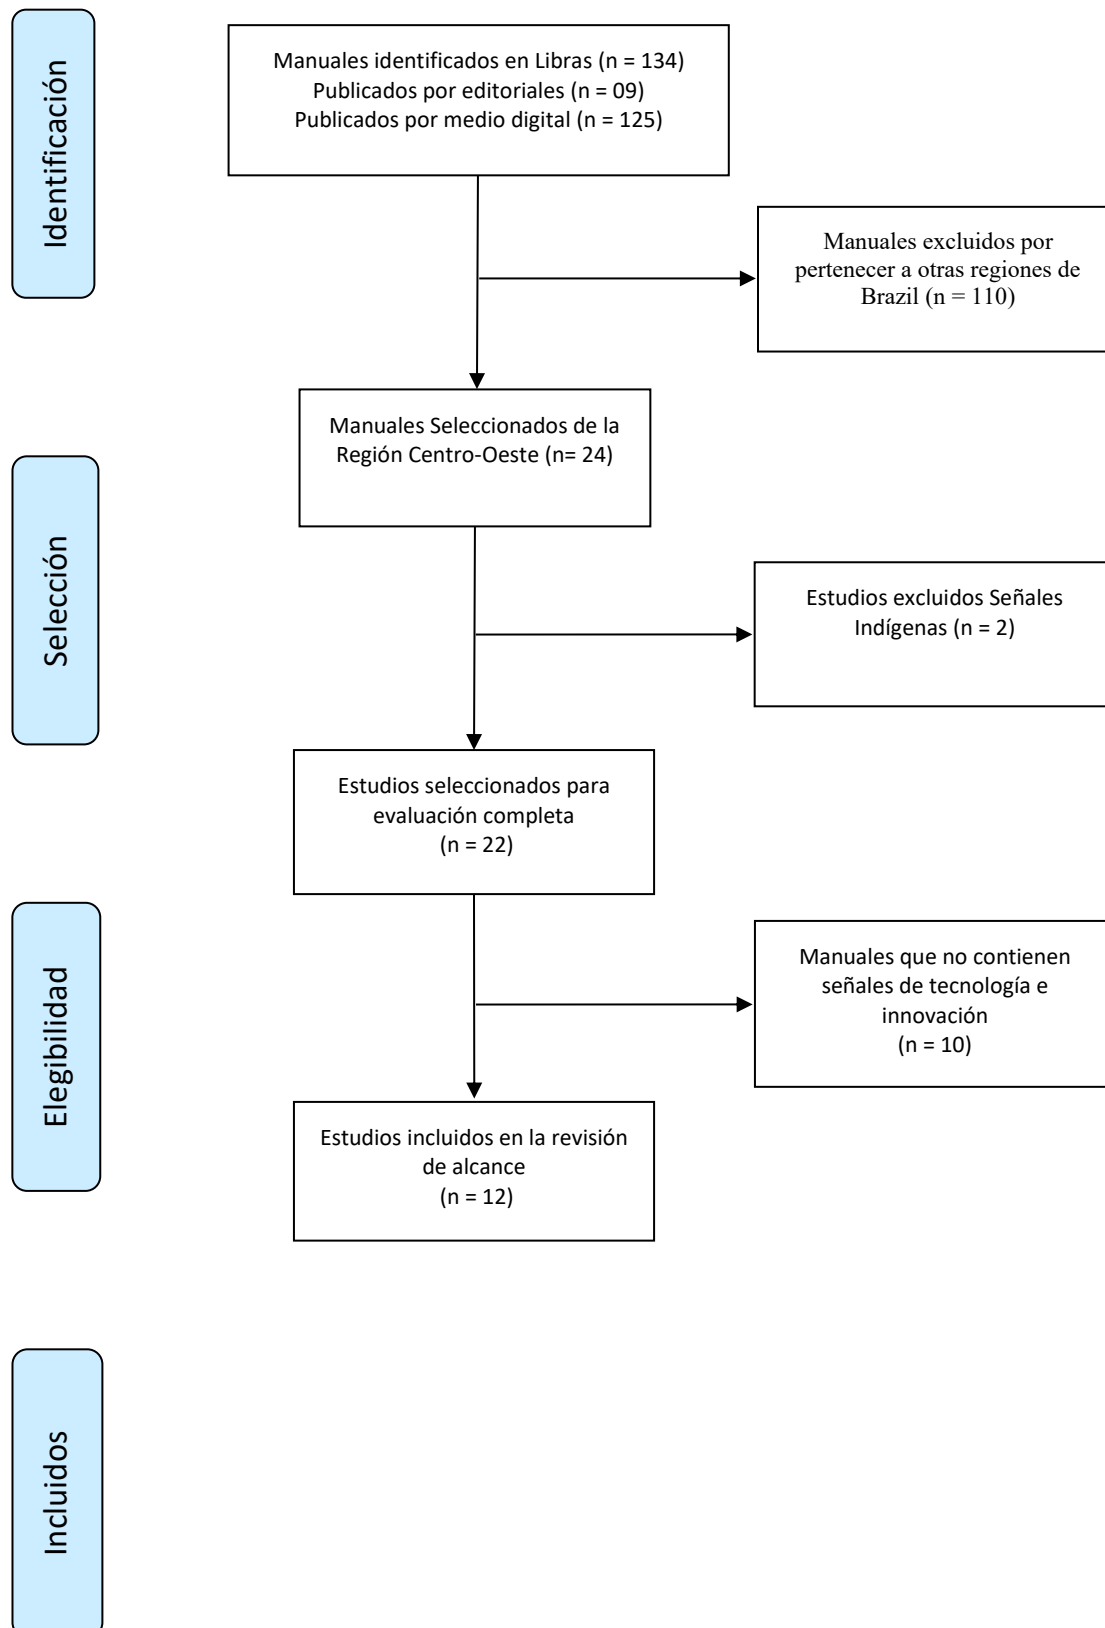 Identificación
Manuales identificados en Libras (n = 134)
Publicados por editoriales (n = 09)
Publicados por medio digital (n = 125)
Manuales excluidos por
pertenecer a otras regiones de
Brazil (n = 110)
Manuales Seleccionados de la
Región Centro-Oeste (n= 24)
Selección
Estudios excluidos Señales
Indígenas (n = 2)
Estudios seleccionados para
evaluación completa
(n = 22)
Elegibilidad
Manuales que no contienen
señales de tecnología e
innovación
(n = 10)
Estudios incluidos en la revisión
de alcance
(n = 12)
Incluidos